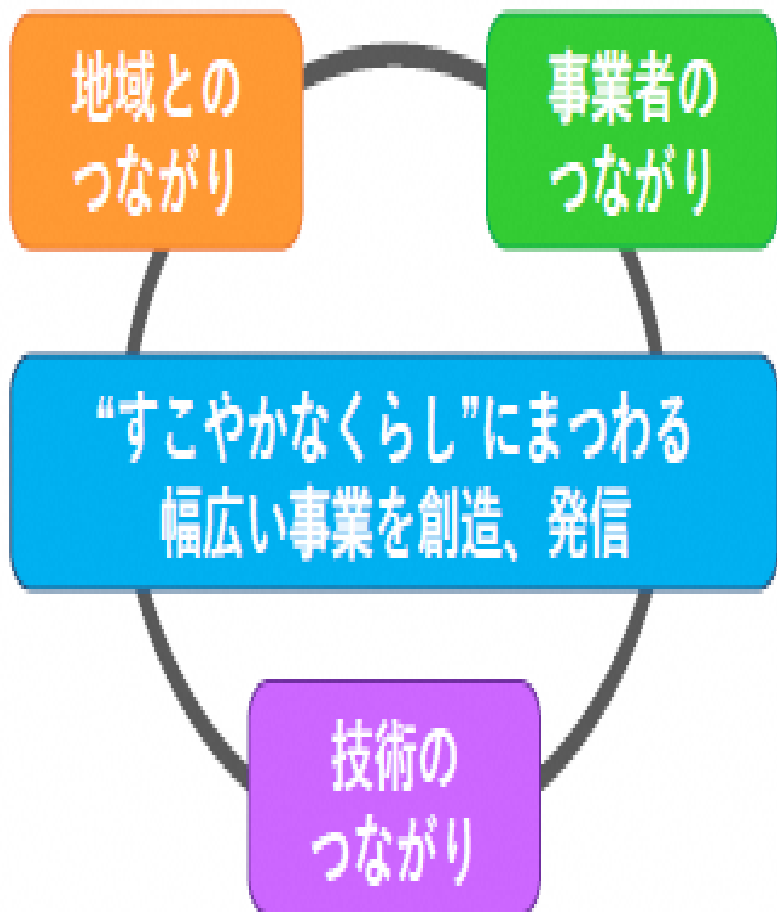 地域との
つながり
事業者の
つながり
“すこやかなくらし”にまつわる
幅広い事業を創造、発信
技術の
つながり